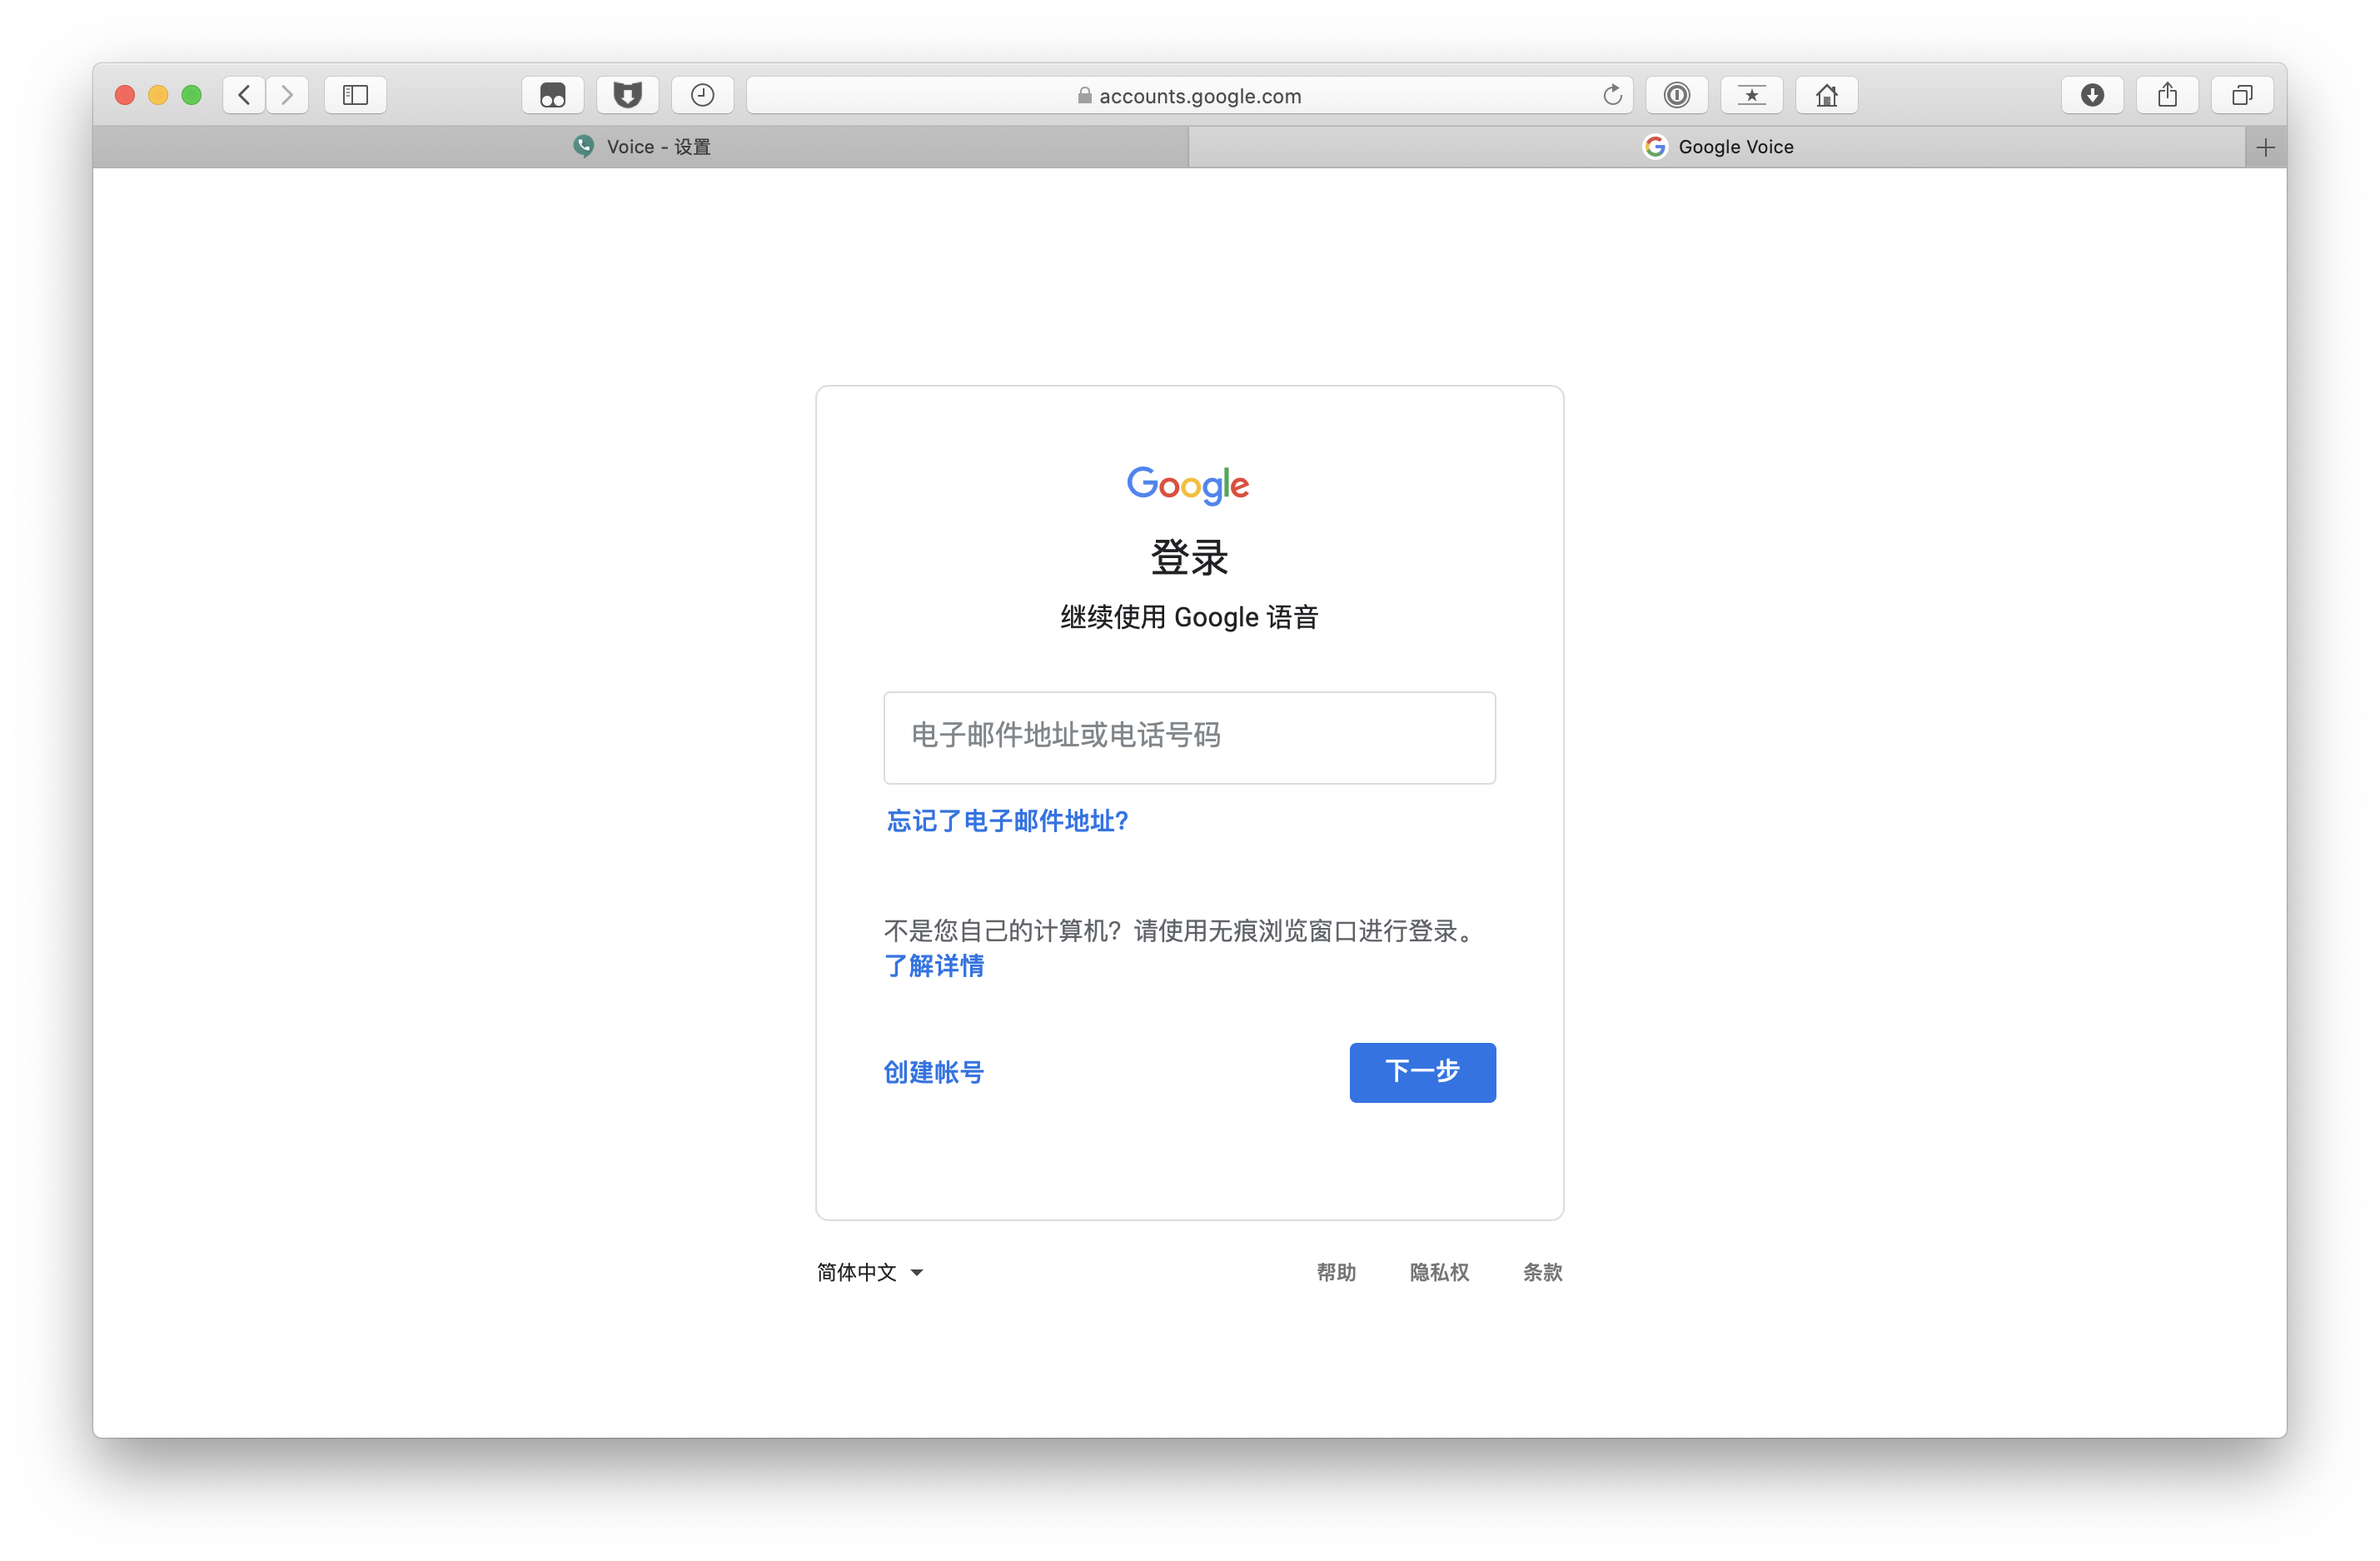 accounts.google.com
Voice - 设置
Google Voice
Google
登录
继续使用 Google 语音
电子邮件地址或电话号码
忘记了电子邮件地址?
不是您自己的计算机？请使用无痕浏览窗口进行登录。
了解详情
创建帐号
下一步
简体中文
帮助
隐私权
条款